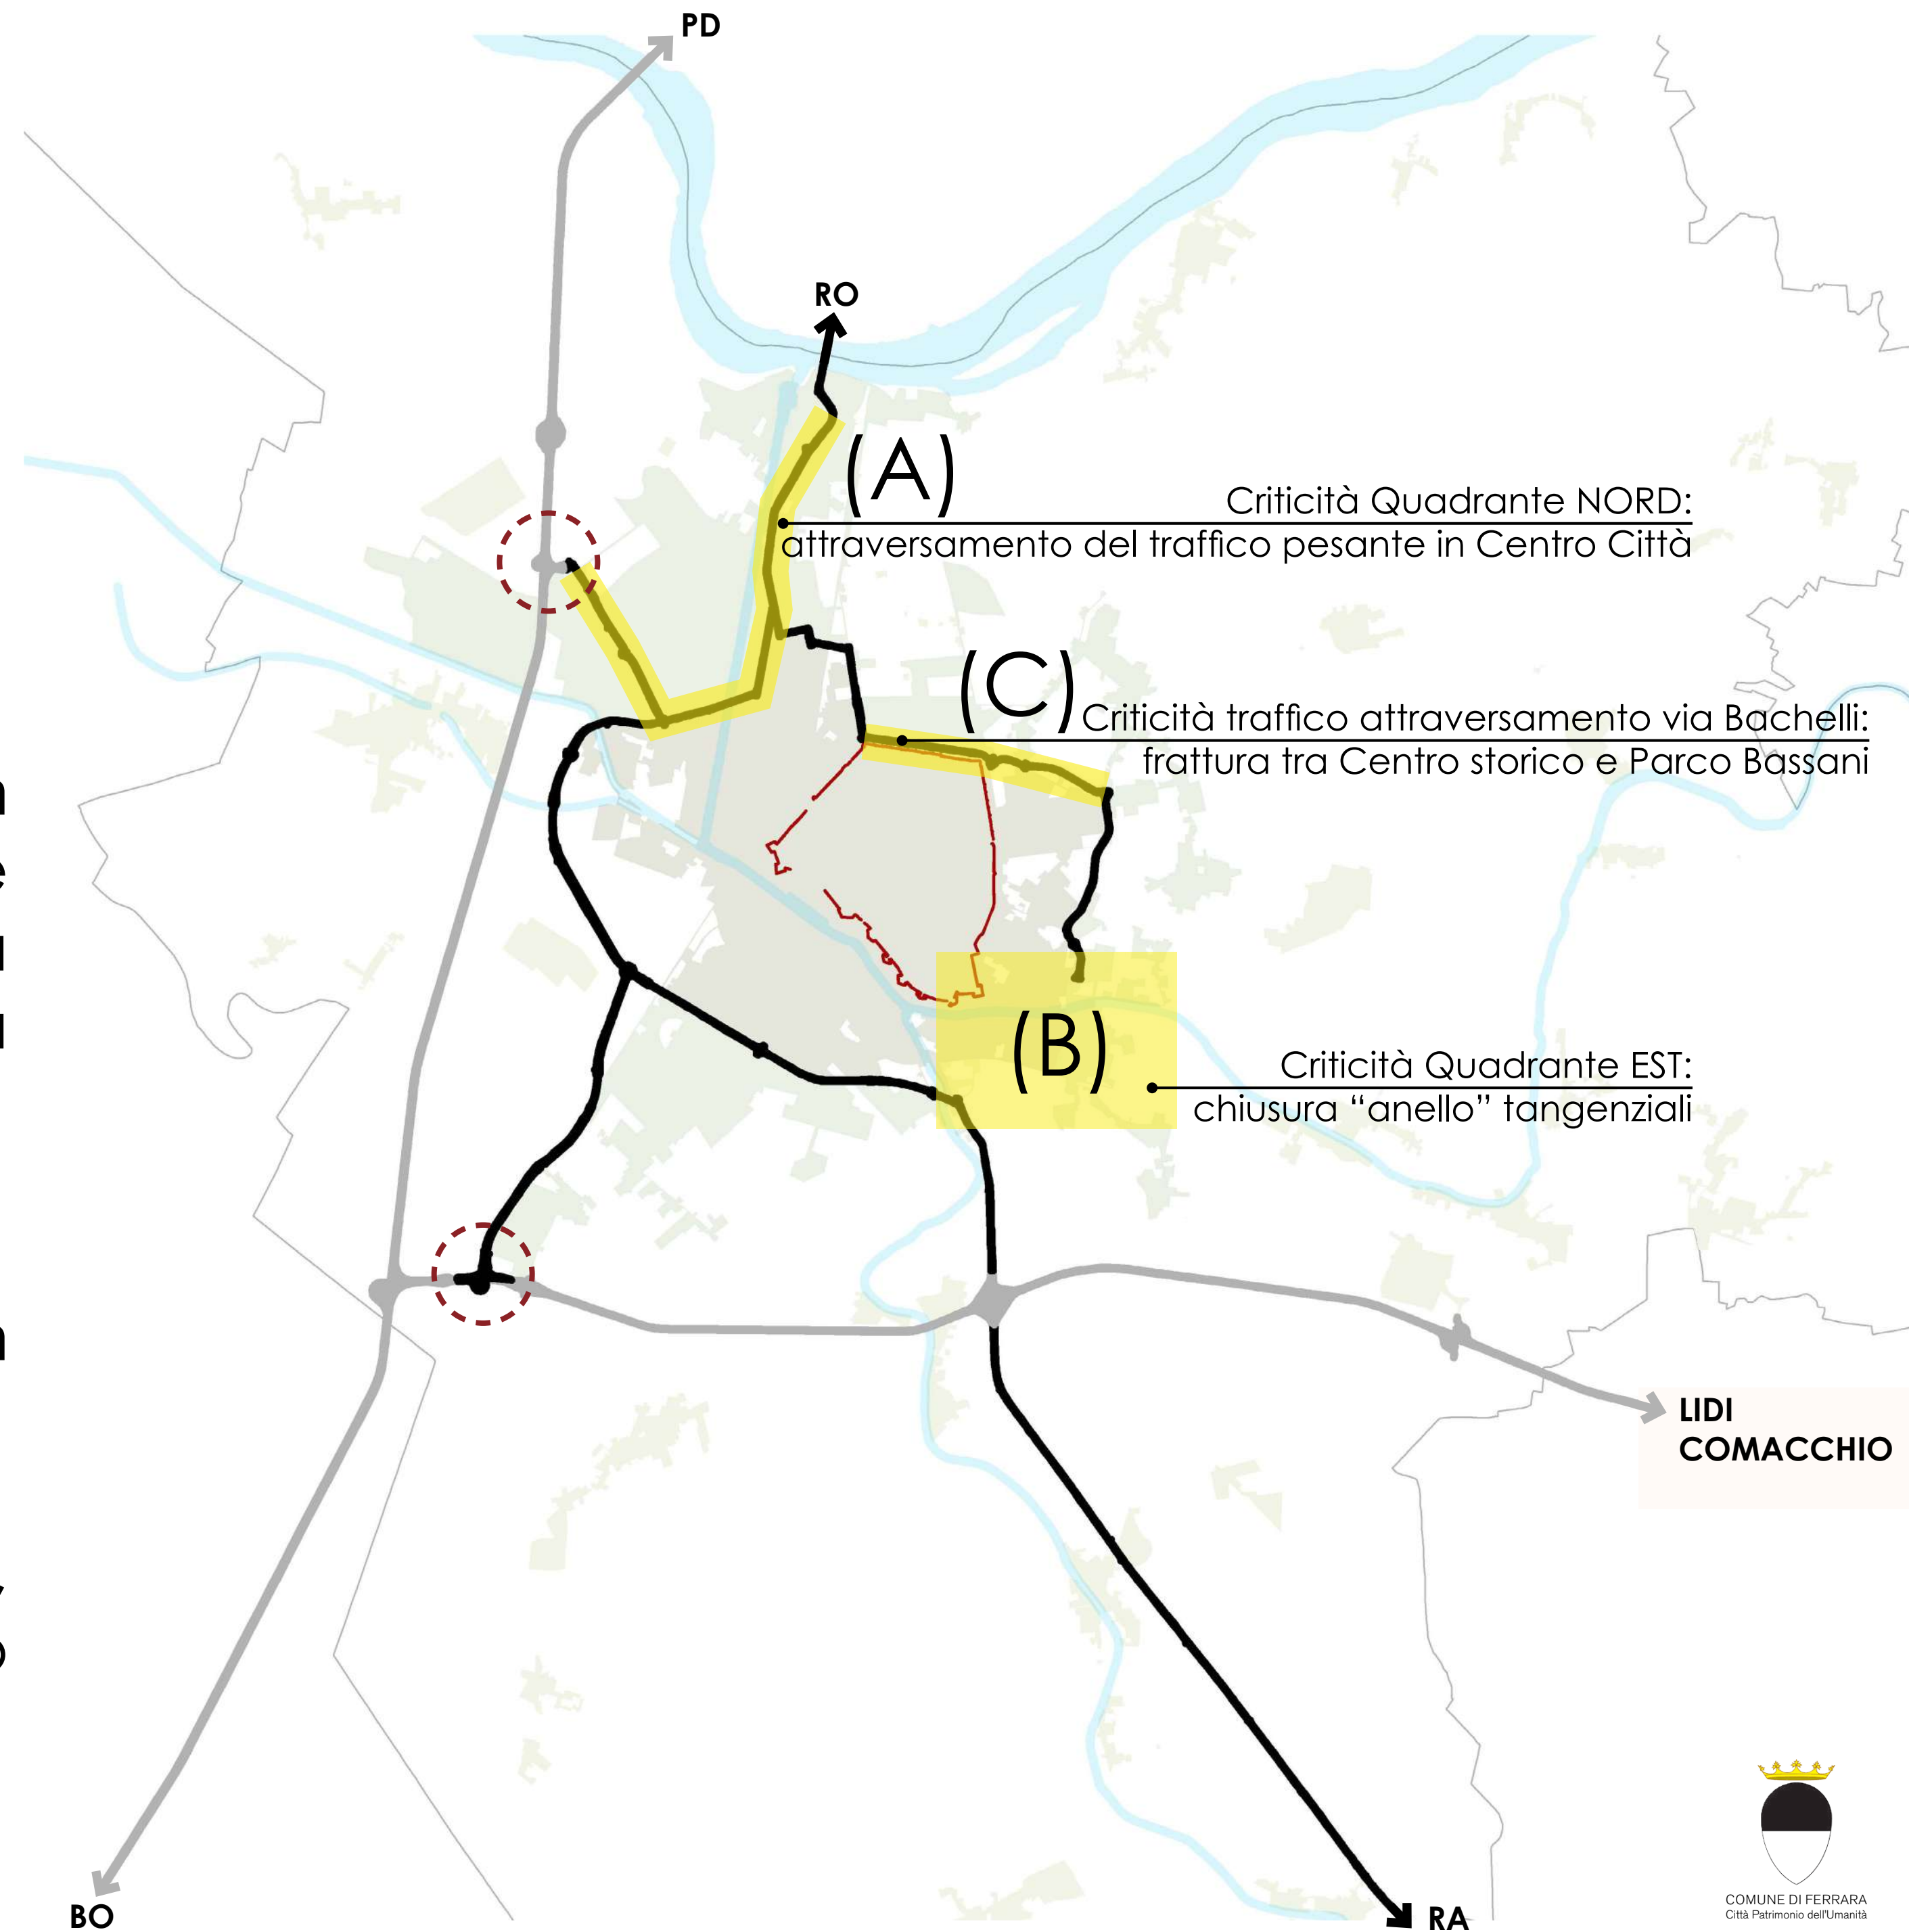 PD
RO
(A)
Criticità Quadrante NORD:
attraversamento del traffico pesante in Centro Città
(C)
Criticità traffico attraversamento via Bachelli:
frattura tra Centro storico e Parco Bassani
(B)
Criticità Quadrante EST:
chiusura “anello” tangenziali
LIDI
COMACCHIO
BO
RA
COMUNE DI FERRARA
Città Patrimonio dell'Umanità